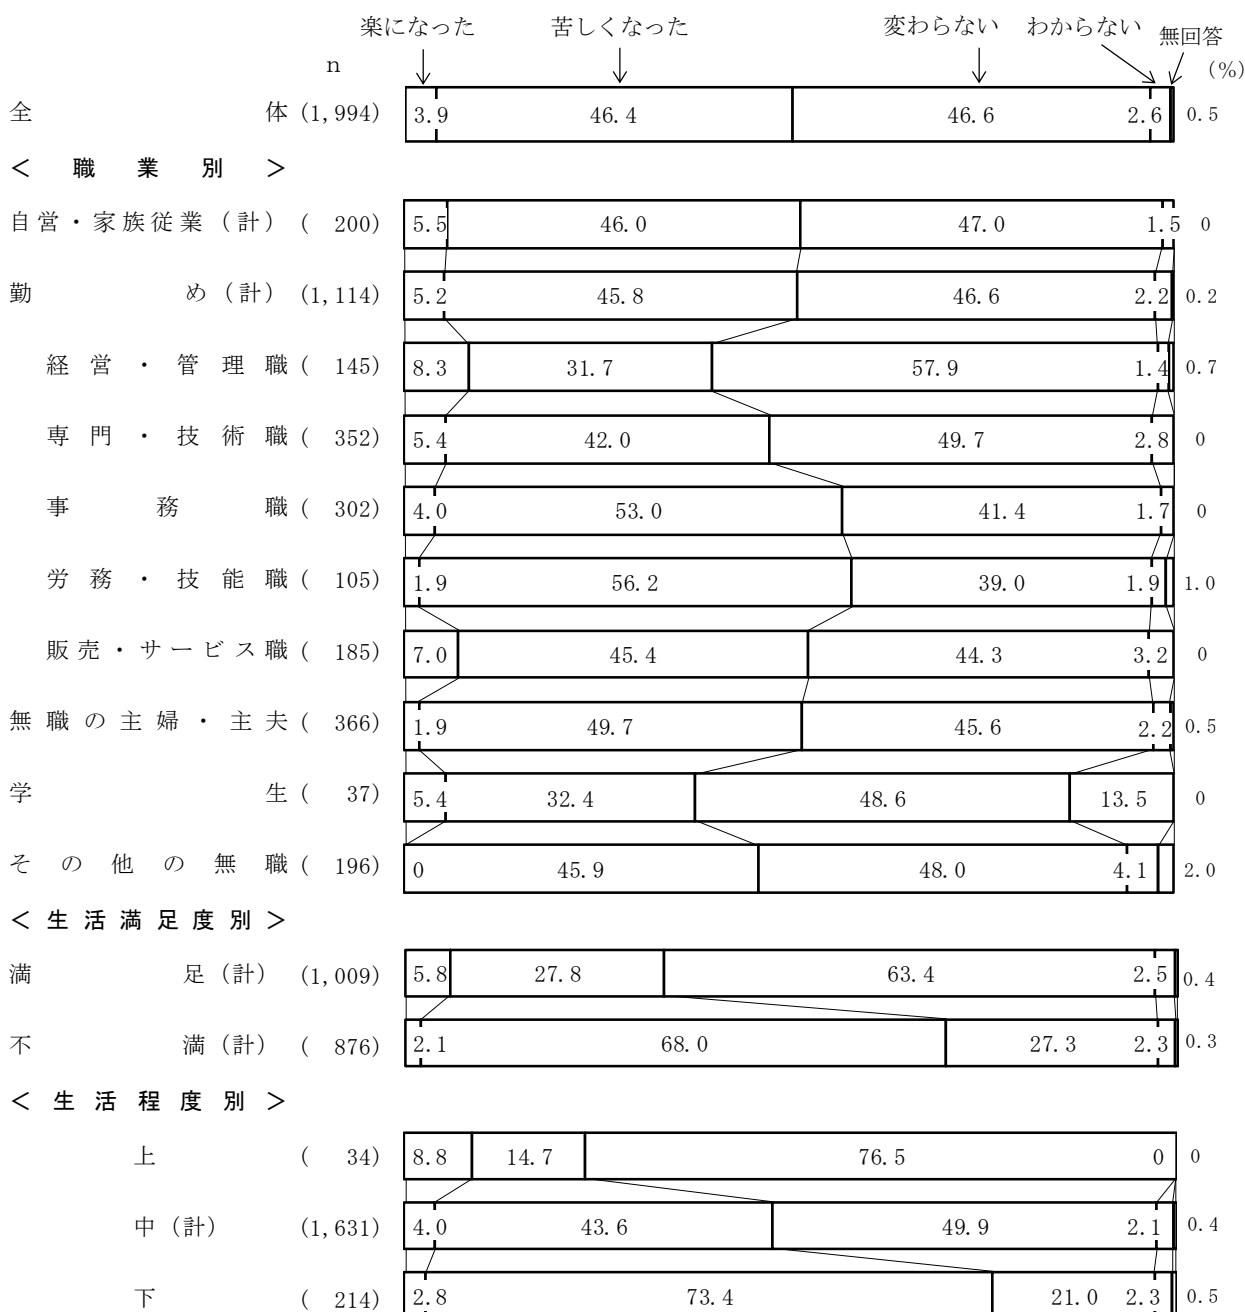 楽になった 苦しくなった 変わらない わからない 無回答
n (%)
全体 (1,994) 3.9 46.4 46.6 2.6 0.5
＜職業別＞
自営・家族従業（計） ( 200) 5.5 46.0 47.0 1.5 0
勤め（計） (1,114) 5.2 45.8 46.6 2.2 0.2
経営・管理職 ( 145) 8.3 31.7 57.9 1.4 0.7
専門・技術職 ( 352) 5.4 42.0 49.7 2.8 0
事務職 ( 302) 4.0 53.0 41.4 1.7 0
労務・技能職 ( 105) 1.9 56.2 39.0 1.9 1.0
販売・サービス職 ( 185) 7.0 45.4 44.3 3.2 0
無職の主婦・主夫 ( 366) 1.9 49.7 45.6 2.2 0.5
学生 ( 37) 5.4 32.4 48.6 13.5 0
その他の無職 ( 196) 0 45.9 48.0 4.1 2.0
＜生活満足度別＞
満足（計） (1,009) 5.8 27.8 63.4 2.5 0.4
不満（計） ( 876) 2.1 68.0 27.3 2.3 0.3
＜生活程度別＞
上 ( 34) 8.8 14.7 76.5 0 0
中（計） (1,631) 4.0 43.6 49.9 2.1 0.4
下 ( 214) 2.8 73.4 21.0 2.3 0.5